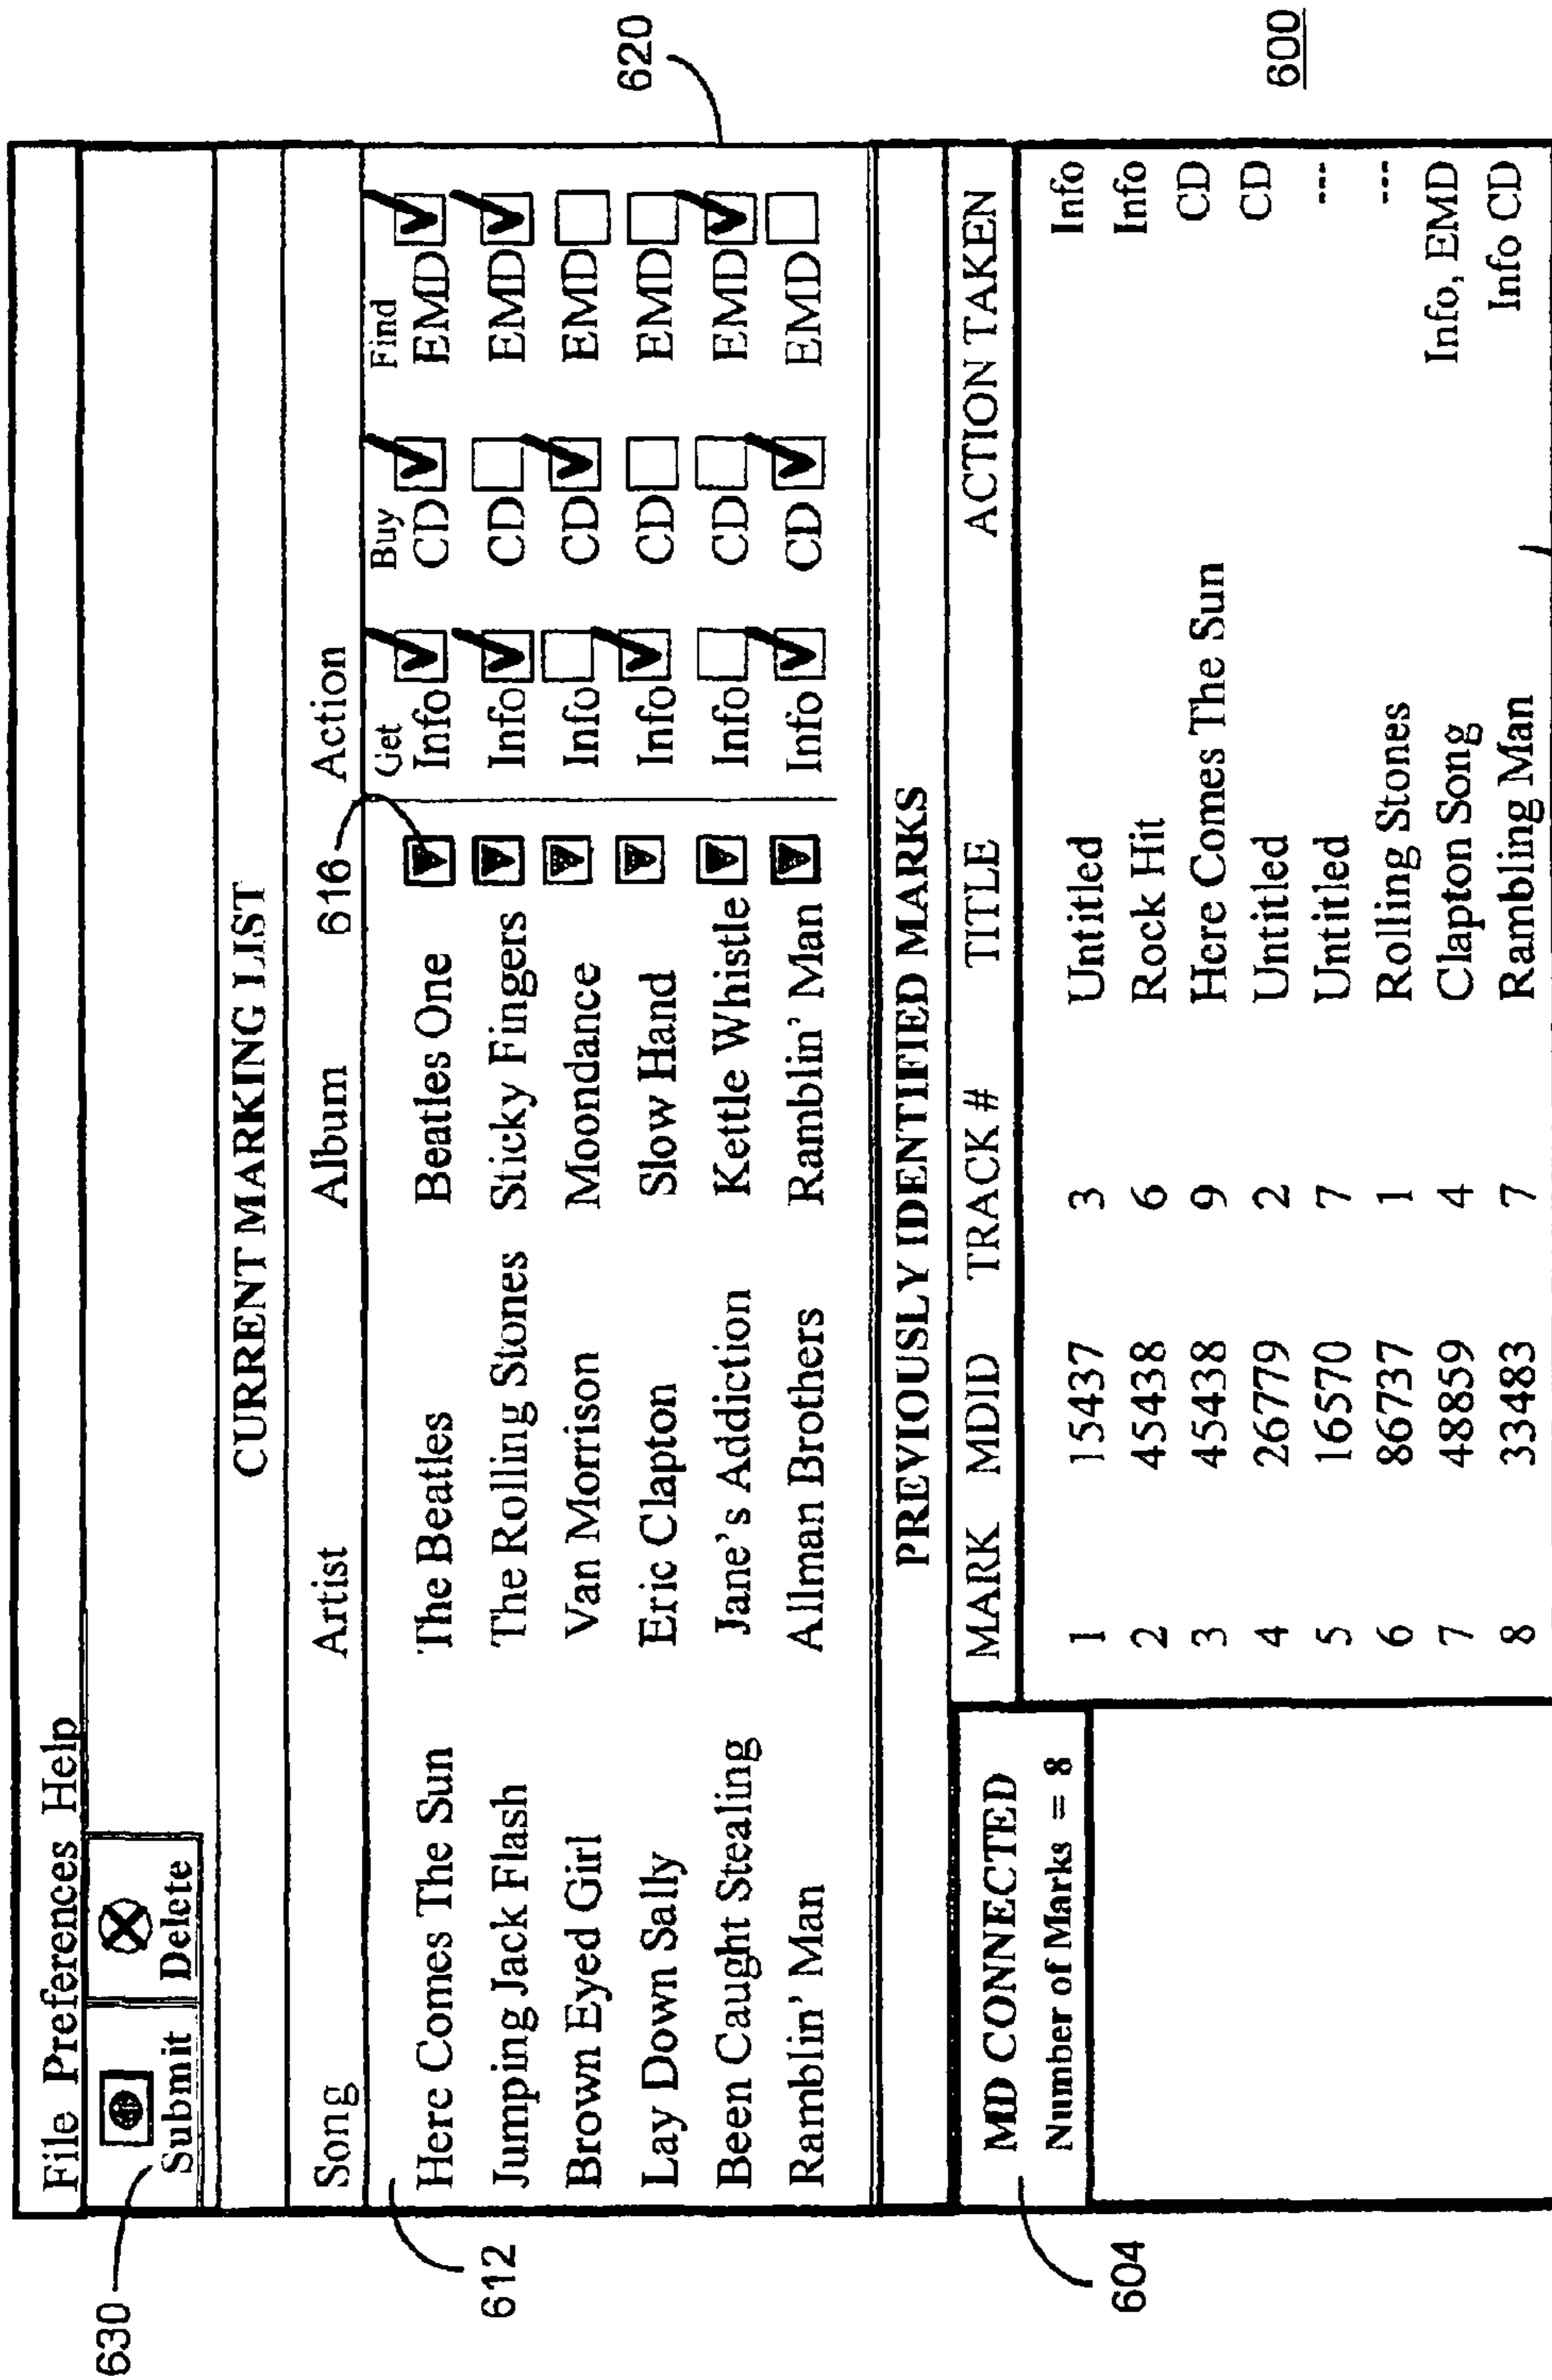 File Preferences Help
630
Submit Delete
CURRENT MARKING LIST
Song Artist Album 616 Action
612
Get Buy Find
Here Comes The Sun The Beatles Beatles One Info CD EMD
Jumping Jack Flash The Rolling Stones Sticky Fingers Info CD EMD
Brown Eyed Girl Van Morrison Moondance Info CD EMD
Lay Down Sally Eric Clapton Slow Hand Info CD EMD
Been Caught Stealing Jane's Addiction Kettle Whistle Info CD EMD
Ramblin' Man Allman Brothers Ramblin' Man Info CD EMD
620
PREVIOUSLY IDENTIFIED MARKS
604
MD CONNECTED
Number of Marks = 8
MARK MDID TRACK # TITLE ACTION TAKEN
1 15437 3 Untitled Info
2 45438 6 Rock Hit Info
3 45438 9 Here Comes The Sun CD
4 26779 2 Untitled CD
5 16570 7 Untitled ---
6 86737 1 Rolling Stones ---
7 48859 4 Clapton Song Info, EMD
8 33483 7 Rambling Man Info CD
600